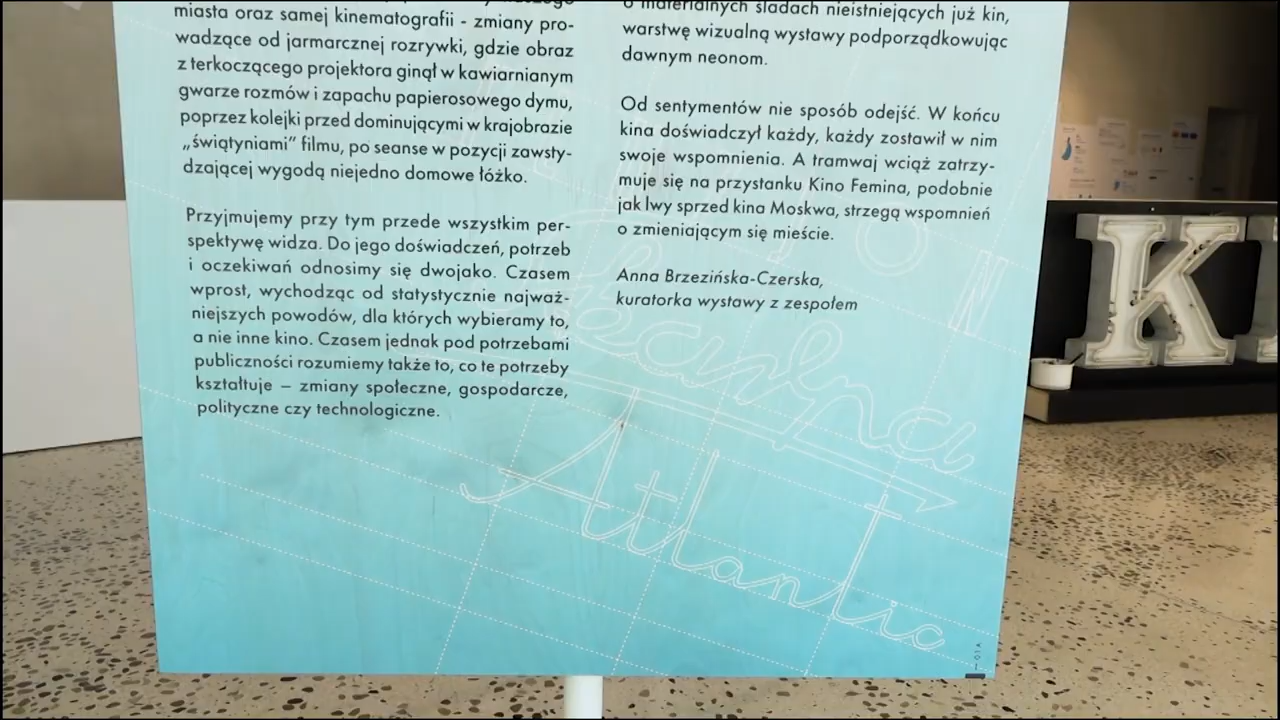 miasta oraz samej kinematografii - zmiany pro-
wadzące od jarmarcznej rozrywki, gdzie obraz
z terkoczącego projektora ginął w kawiarnianym
gwarze rozmów i zapachu papierosowego dymu,
poprzez kolejki przed dominującymi w krajobrazie
„świątyniami” filmu, po seanse w pozycji zawsty-
dzającej wygodą niejedno domowe łóżko.
Przyjmujemy przy tym przede wszystkim per-
spektywę widza. Do jego doświadczeń, potrzeb
i oczekiwań odnosimy się dwojako. Czasem
wprost, wychodząc od statystycznie najważ-
niejszych powodów, dla których wybieramy to,
a nie inne kino. Czasem jednak pod potrzebami
publiczności rozumiemy także to, co te potrzeby
kształtuje – zmiany społeczne, gospodarcze,
polityczne czy technologiczne.
o materialnych śladach nieistniejących już kin,
warstwę wizualną wystawy podporządkowując
dawnym neonom.
Od sentymentów nie sposób odejść. W końcu
kina doświadczył każdy, każdy zostawił w nim
swoje wspomnienia. A tramwaj wciąż zatrzy-
muje się na przystanku Kino Femina, podobnie
jak lwy sprzed kina Moskwa, strzegą wspomnień
o zmieniającym się mieście.
Anna Brzezińska-Czerska,
kuratorka wystawy z zespołem
Atlantic
K